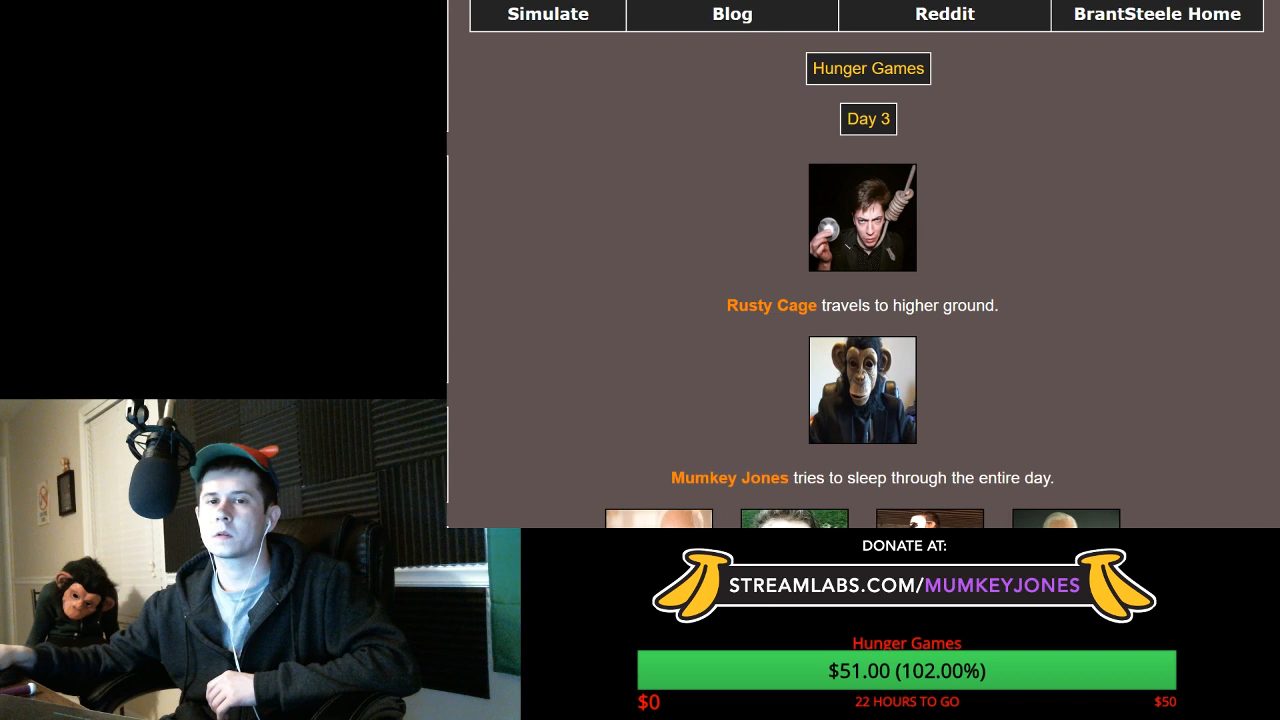 Simulate
Blog
Reddit
BrantSteele Home
Hunger Games
Day 3
Rusty Cage travels to higher ground.
Mumkey Jones tries to sleep through the entire day.
DONATE AT:
STREAMLABS.COM/MUMKEYJONES
Hunger Games
$51.00 (102.00%)
$0
22 HOURS TO GO
$50